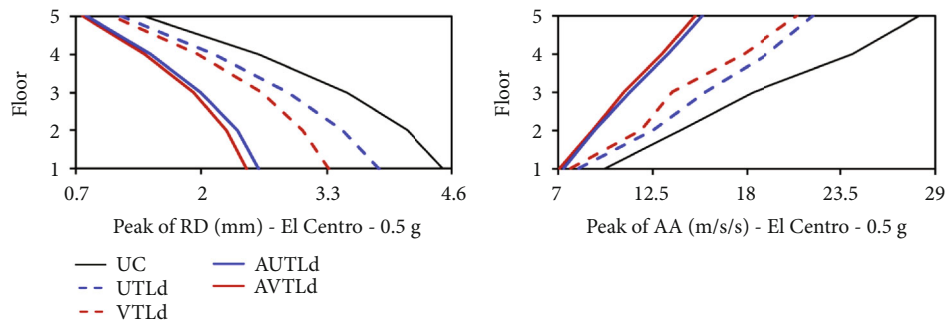 5
4
3
2
1
Floor
0.7 2 3.3 4.6
Peak of RD (mm) - El Centro - 0.5 g
5
4
3
2
1
Floor
7 12.5 18 23.5 29
Peak of AA (m/s/s) - El Centro - 0.5 g
UC
UTLd
VTLd
AUTLd
AVTLd